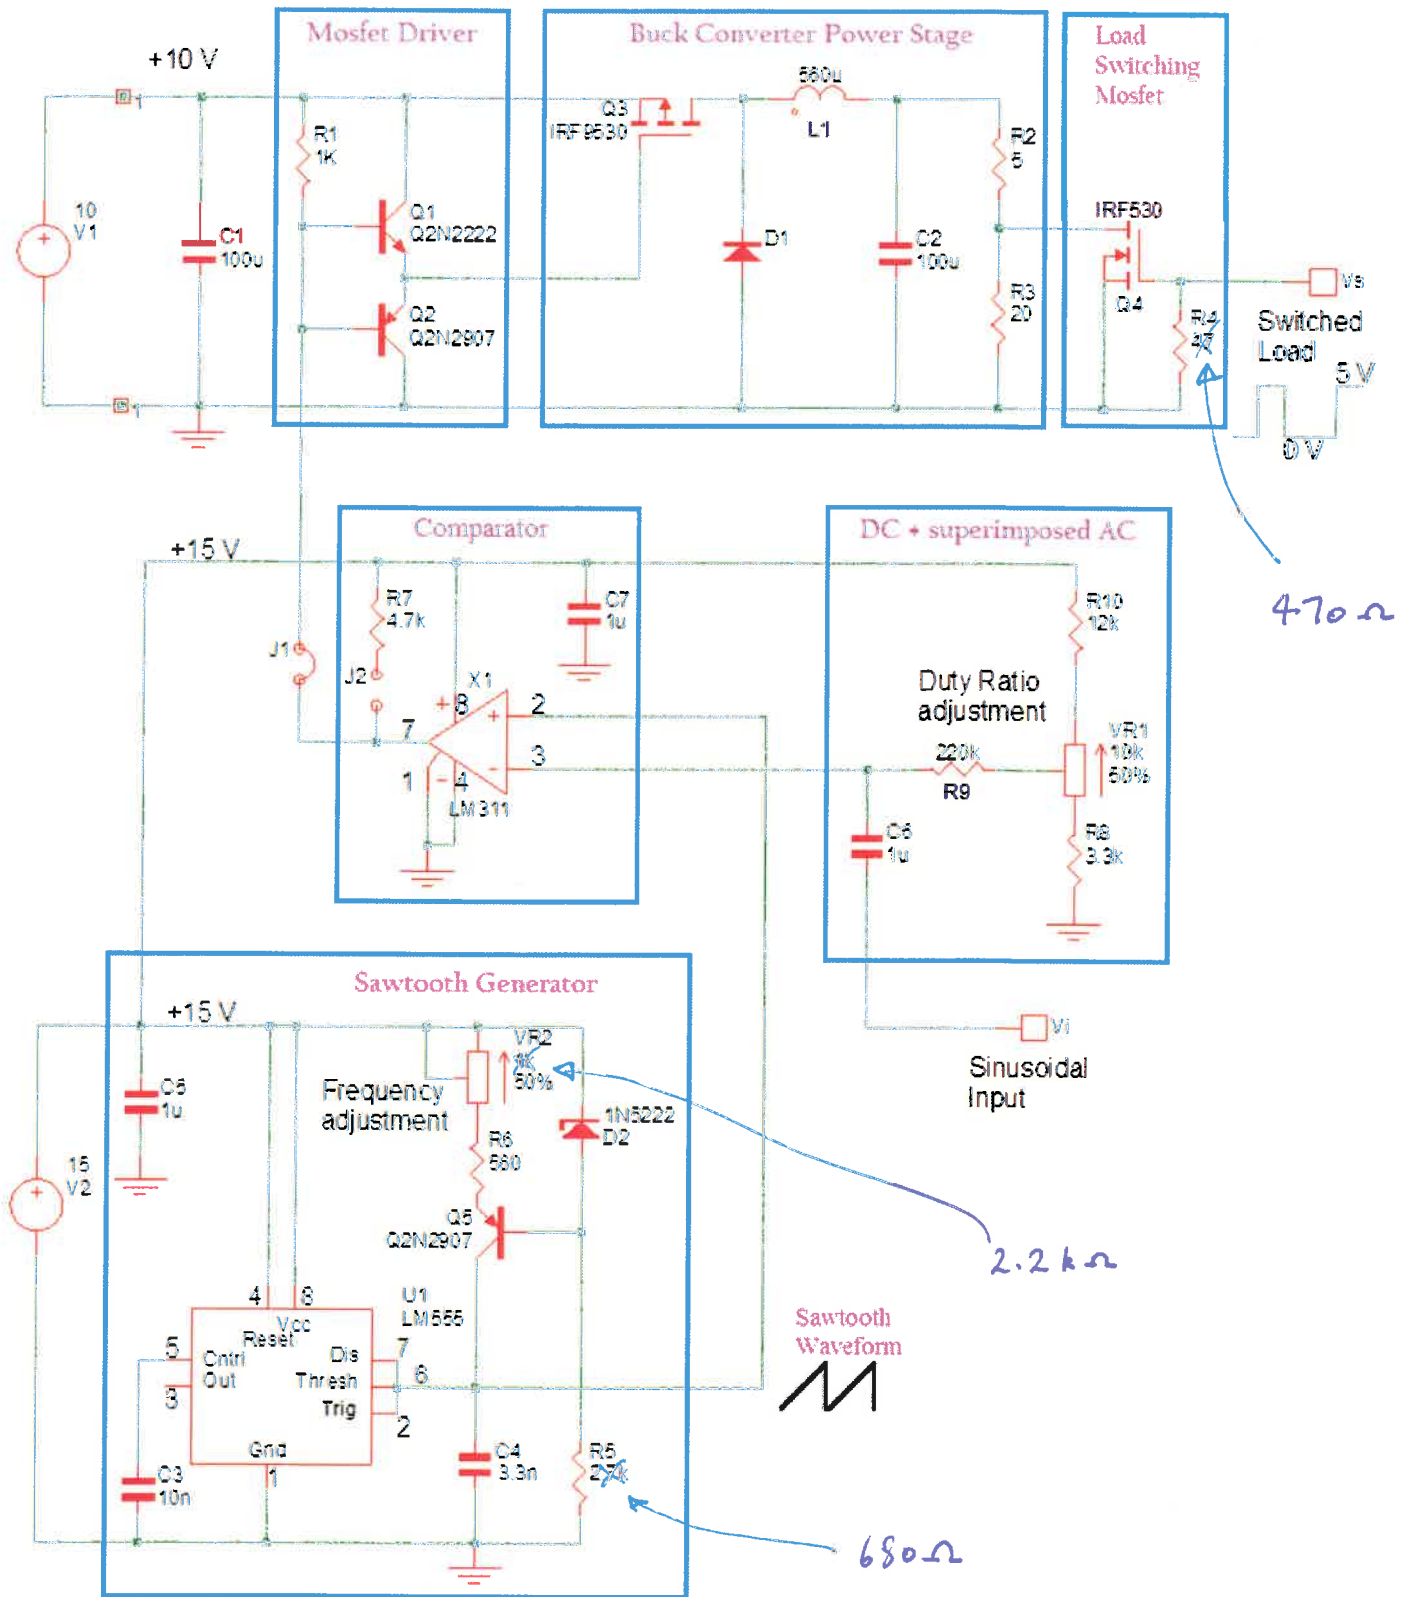 Mosfet Driver
Buck Converter Power Stage
Load
Switching
Mosfet
+10 V
560u
L1
Q3
IRF9530
R1
1K
R2
5
10
V1
C1
100u
Q1
Q2N2222
D1
C2
100u
IRF530
Q2
Q2N2907
R3
20
Q4
R4
Vs
Switched
Load
5 V
0 V
470 Ω
Comparator
DC + superimposed AC
+15 V
R7
4.7k
C7
1u
R10
12k
J1
J2
X1
+
8
2
+
7
3
-
1
-
4
LM311
Duty Ratio
adjustment
VR1
10k
50%
220k
R9
C6
1u
R8
3.3k
Sawtooth Generator
+15 V
Vi
Sinusoidal
Input
VR2
1k
50%
Frequency
adjustment
C5
1u
1N5222
D2
R6
560
15
V2
Q5
Q2N2907
2.2 k Ω
U1
LM555
4
8
Vcc
Reset
5
Cntrl
Dis
7
Out
Thresh
6
3
Trig
2
Gnd
1
Sawtooth
Waveform
C3
10n
C4
3.3n
R5
2.7k
680 Ω